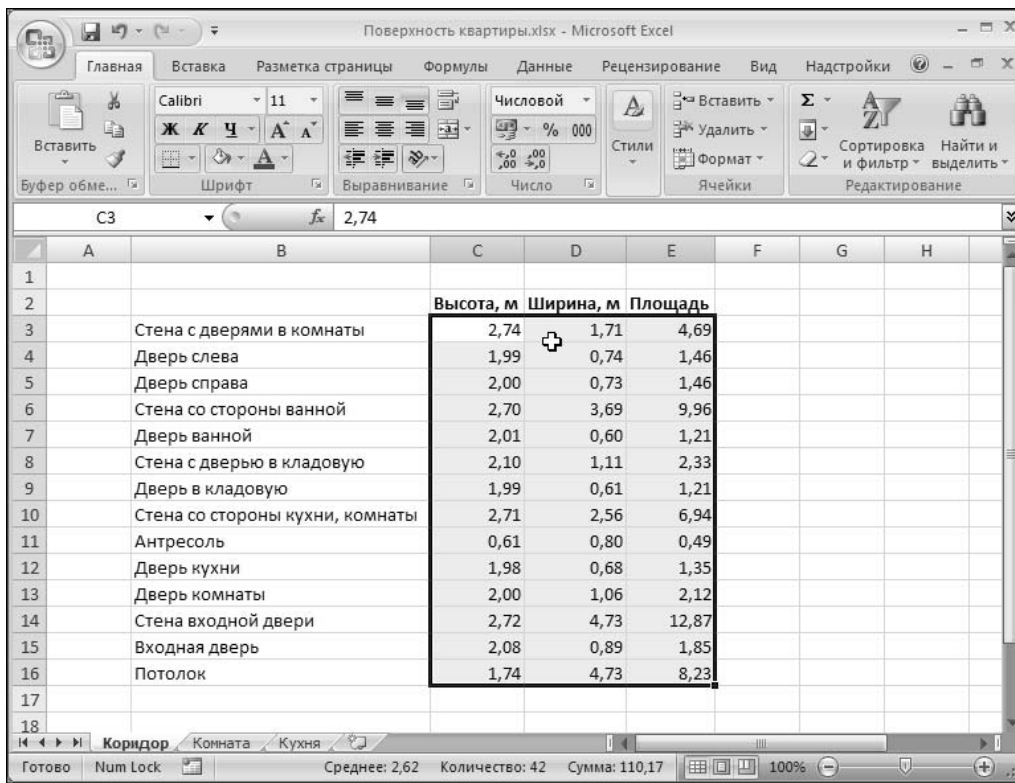 Поверхность квартиры.xlsx - Microsoft Excel
Главная Вставка Разметка страницы Формулы Данные Рецензирование Вид Надстройки
Вставить
Буфер обме...
Calibri 11
Ж К Ч
Шрифт
Выравнивание
Числовой
% 000
Число
Стили
Вставить
Удалить
Формат
Ячейки
Сортировка и фильтр
Найти и выделить
Редактирование
C3 fx 2,74
A B C D E F G H
1
2 Высота, м Ширина, м Площадь
3 Стена с дверями в комнаты 2,74 1,71 4,69
4 Дверь слева 1,99 0,74 1,46
5 Дверь справа 2,00 0,73 1,46
6 Стена со стороны ванной 2,70 3,69 9,96
7 Дверь ванной 2,01 0,60 1,21
8 Стена с дверью в кладовую 2,10 1,11 2,33
9 Дверь в кладовую 1,99 0,61 1,21
10 Стена со стороны кухни, комнаты 2,71 2,56 6,94
11 Антресоль 0,61 0,80 0,49
12 Дверь кухни 1,98 0,68 1,35
13 Дверь комнаты 2,00 1,06 2,12
14 Стена входной двери 2,72 4,73 12,87
15 Входная дверь 2,08 0,89 1,85
16 Потолок 1,74 4,73 8,23
17
18
Коридор Комната Кухня
Готово Num Lock Среднее: 2,62 Количество: 42 Сумма: 110,17 100%